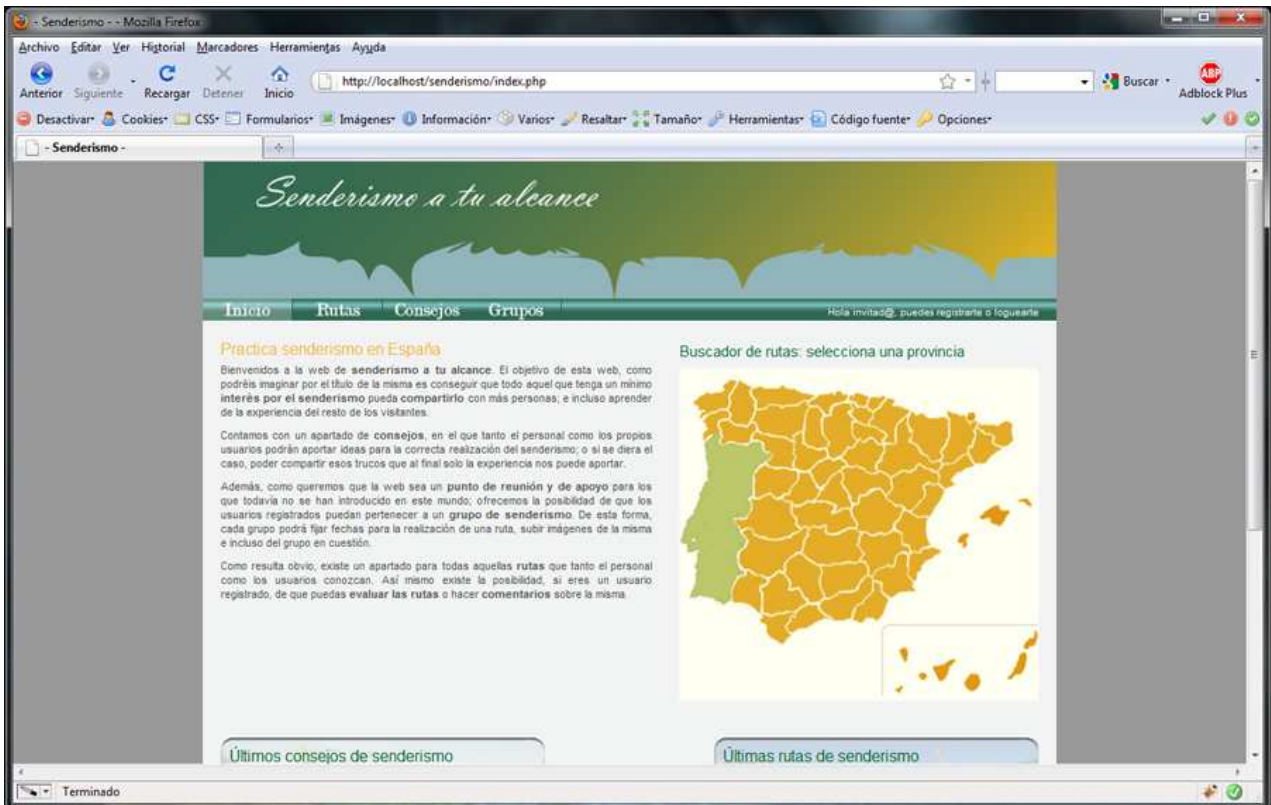 - Senderismo - - Mozilla Firefox
Archivo Editar Ver Historial Marcadores Herramientas Ayuda
Anterior Siguiente Recargar Detener Inicio http://localhost/senderismo/index.php Buscar ABP Adblock Plus
Desactivar Cookies CSS Formularios Imágenes Información Varios Resaltar Tamaño Herramientas Código fuente Opciones
- Senderismo -
Senderismo a tu alcance
Inicio Rutas Consejos Grupos Hola invitad@, puedes registrarte o loguearte
Practica senderismo en España
Bienvenidos a la web de senderismo a tu alcance. El objetivo de esta web, como
podréis imaginar por el título de la misma es conseguir que todo aquel que tenga un mínimo
interés por el senderismo pueda compartirlo con más personas, e incluso aprender
de la experiencia del resto de los visitantes.
Contamos con un apartado de consejos, en el que tanto el personal como los propios
usuarios podrán aportar ideas para la correcta realización del senderismo; o si se diera el
caso, poder compartir esos trucos que al final solo la experiencia nos puede aportar.
Además, como queremos que la web sea un punto de reunión y de apoyo para los
que todavía no se han introducido en este mundo; ofrecemos la posibilidad de que los
usuarios registrados puedan pertenecer a un grupo de senderismo. De esta forma,
cada grupo podrá fijar fechas para la realización de una ruta, subir imágenes de la misma
e incluso del grupo en cuestión.
Como resulta obvio, existe un apartado para todas aquellas rutas que tanto el personal
como los usuarios conozcan. Así mismo existe la posibilidad, si eres un usuario
registrado, de que puedas evaluar las rutas o hacer comentarios sobre la misma.
Buscador de rutas: selecciona una provincia
Últimos consejos de senderismo
Últimas rutas de senderismo
Terminado